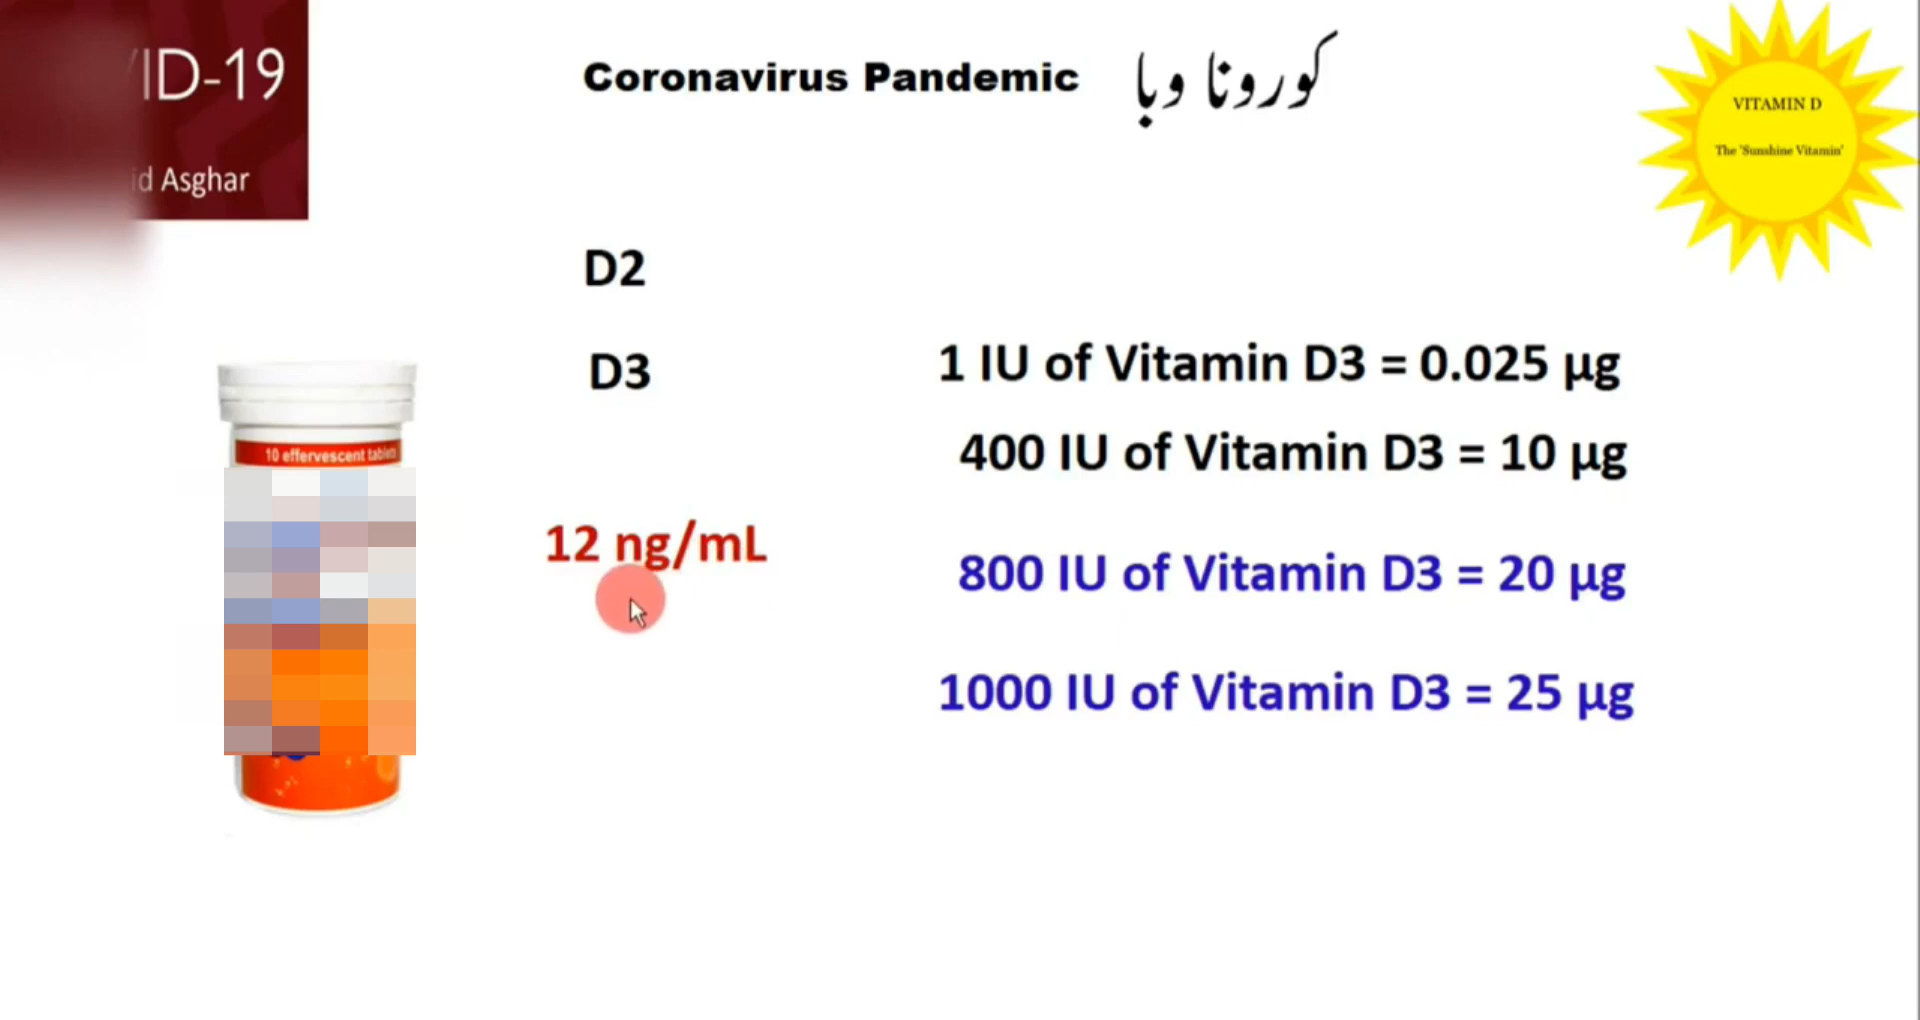 ID-19
Asghar
Coronavirus Pandemic کورونا وبا
VITAMIN D
The 'Sunshine Vitamin'
D2
D3
1 IU of Vitamin D3 = 0.025 µg
400 IU of Vitamin D3 = 10 µg
10 effervescent tablets
12 ng/mL
800 IU of Vitamin D3 = 20 µg
1000 IU of Vitamin D3 = 25 µg